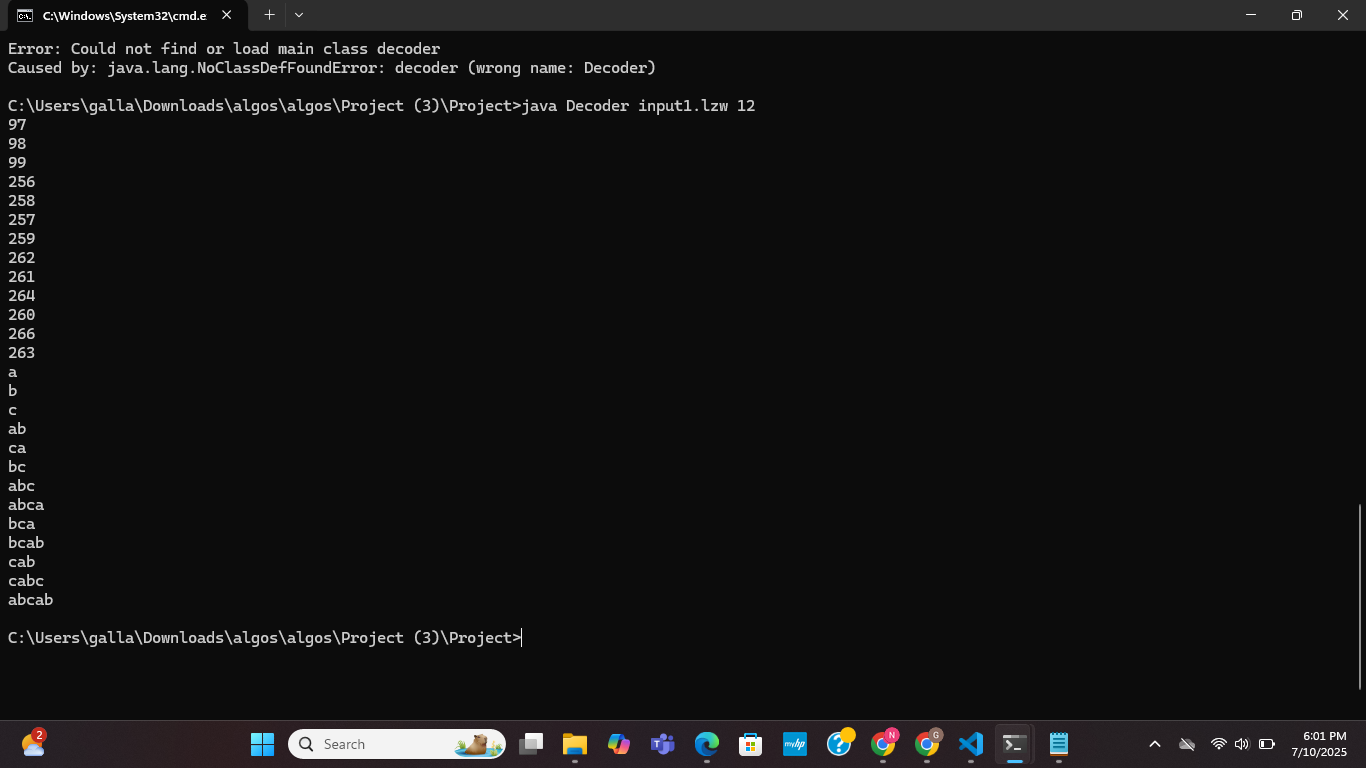 C:\Windows\System32\cmd.e
Error: Could not find or load main class decoder
Caused by: java.lang.NoClassDefFoundError: decoder (wrong name: Decoder)
C:\Users\galla\Downloads\algos\algos\Project (3)\Project>java Decoder input1.lzw 12
97
98
99
256
258
257
259
262
261
264
260
266
263
a
b
c
ab
ca
bc
abc
abca
bca
bcab
cab
cabc
abcab
C:\Users\galla\Downloads\algos\algos\Project (3)\Project>
2
Search
myhp
N
G
6:01 PM
7/10/2025